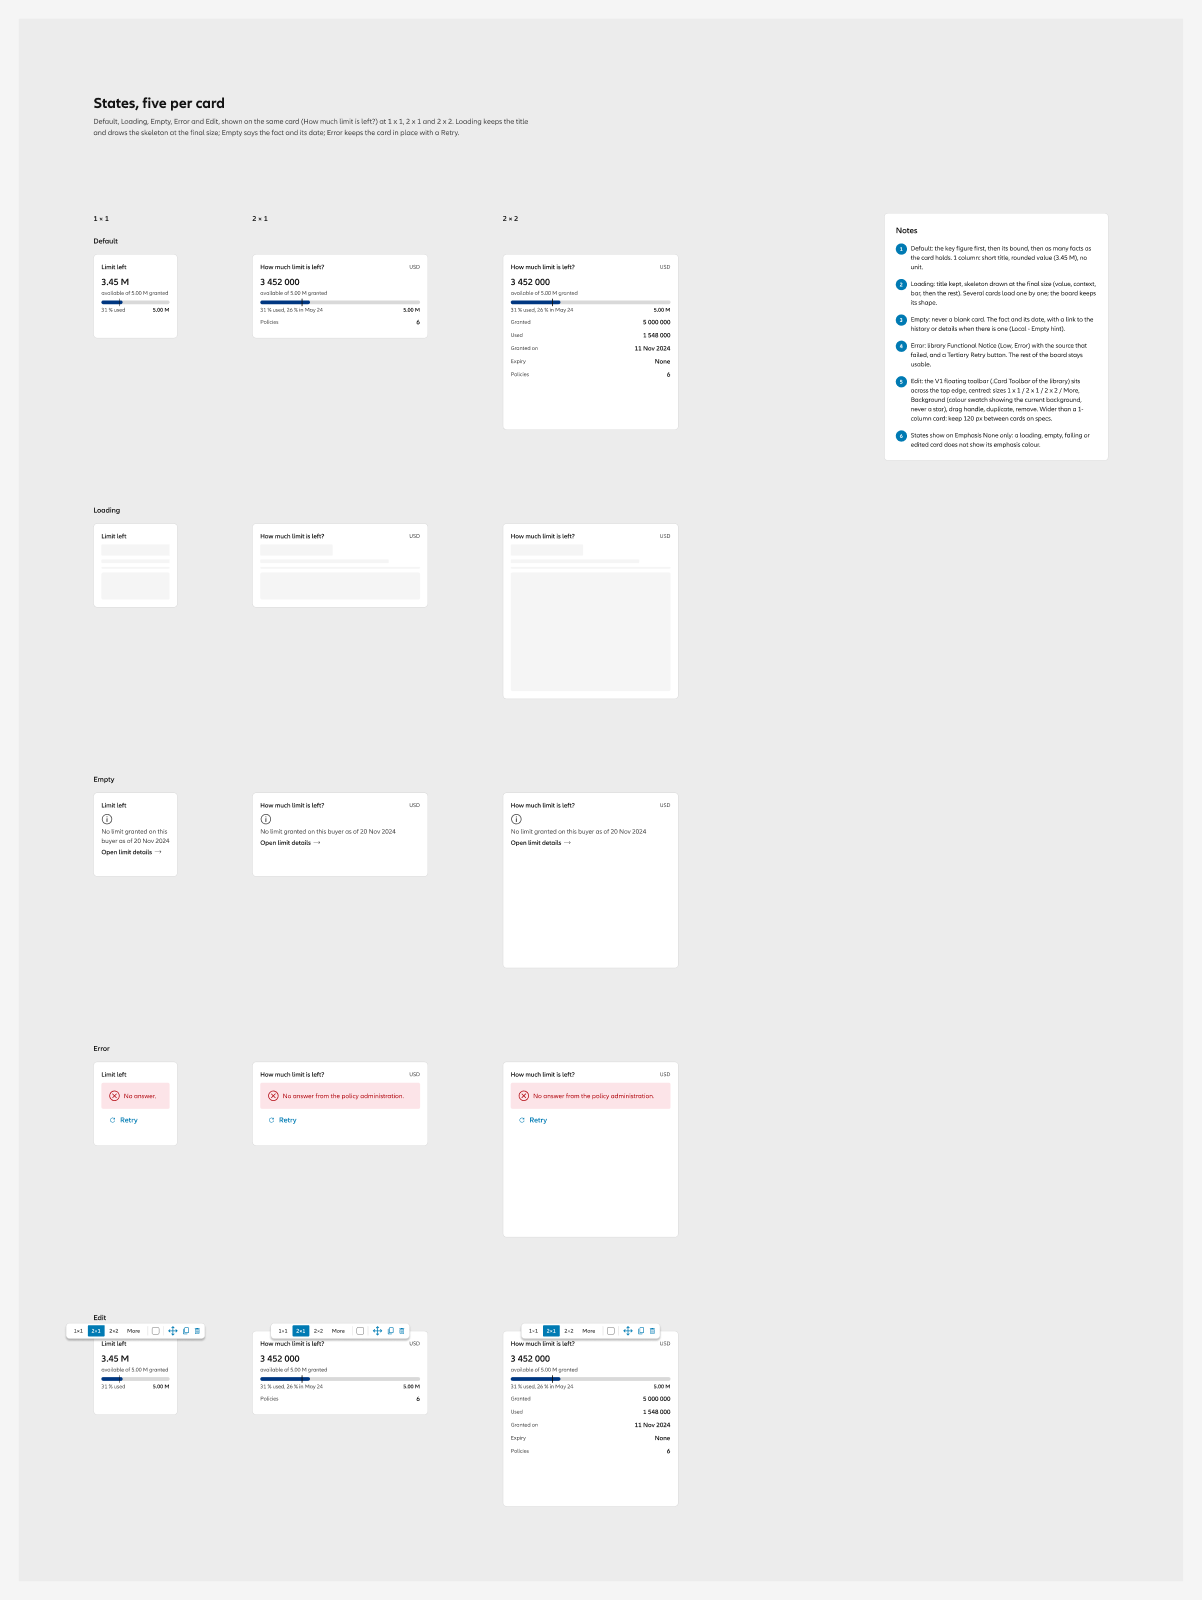 States, five per card
Default, Loading, Empty, Error and Edit, shown on the same card (How much limit is left?) at 1 x 1, 2 x 1 and 2 x 2. Loading keeps the title
and draws the skeleton at the final size; Empty says the fact and its date; Error keeps the card in place with a Retry.
1 × 1
2 × 1
2 × 2
Default
Limit left
3.45 M
available of 5.00 M granted
31 % used 5.00 M
How much limit is left? USD
3 452 000
available of 5.00 M granted
31 % used, 26 % in May 24 5.00 M
Policies 6
How much limit is left? USD
3 452 000
available of 5.00 M granted
31 % used, 26 % in May 24 5.00 M
Granted 5 000 000
Used 1 548 000
Granted on 11 Nov 2024
Expiry None
Policies 6
Notes
1 Default: the key figure first, then its bound, then as many facts as
the card holds. 1 column: short title, rounded value (3.45 M), no
unit.
2 Loading: title kept, skeleton drawn at the final size (value, context,
bar, then the rest). Several cards load one by one; the board keeps
its shape.
3 Empty: never a blank card. The fact and its date, with a link to the
history or details when there is one (Local - Empty hint).
4 Error: library Functional Notice (Low, Error) with the source that
failed, and a Tertiary Retry button. The rest of the board stays
usable.
5 Edit: the V1 floating toolbar (.Card Toolbar of the library) sits
across the top edge, centred: sizes 1 x 1 / 2 x 1 / 2 x 2 / More,
Background (colour swatch showing the current background,
never a star), drag handle, duplicate, remove. Wider than a 1-
column card: keep 120 px between cards on specs.
6 States show on Emphasis None only: a loading, empty, failing or
edited card does not show its emphasis colour.
Loading
Limit left
How much limit is left? USD
How much limit is left? USD
Empty
Limit left
No limit granted on this
buyer as of 20 Nov 2024
Open limit details →
How much limit is left? USD
No limit granted on this buyer as of 20 Nov 2024
Open limit details →
How much limit is left? USD
No limit granted on this buyer as of 20 Nov 2024
Open limit details →
Error
Limit left
No answer.
Retry
How much limit is left? USD
No answer from the policy administration.
Retry
How much limit is left? USD
No answer from the policy administration.
Retry
Edit
1×1 2×1 2×2 More
Limit left
3.45 M
available of 5.00 M granted
31 % used 5.00 M
1×1 2×1 2×2 More
How much limit is left? USD
3 452 000
available of 5.00 M granted
31 % used, 26 % in May 24 5.00 M
Policies 6
1×1 2×1 2×2 More
How much limit is left? USD
3 452 000
available of 5.00 M granted
31 % used, 26 % in May 24 5.00 M
Granted 5 000 000
Used 1 548 000
Granted on 11 Nov 2024
Expiry None
Policies 6